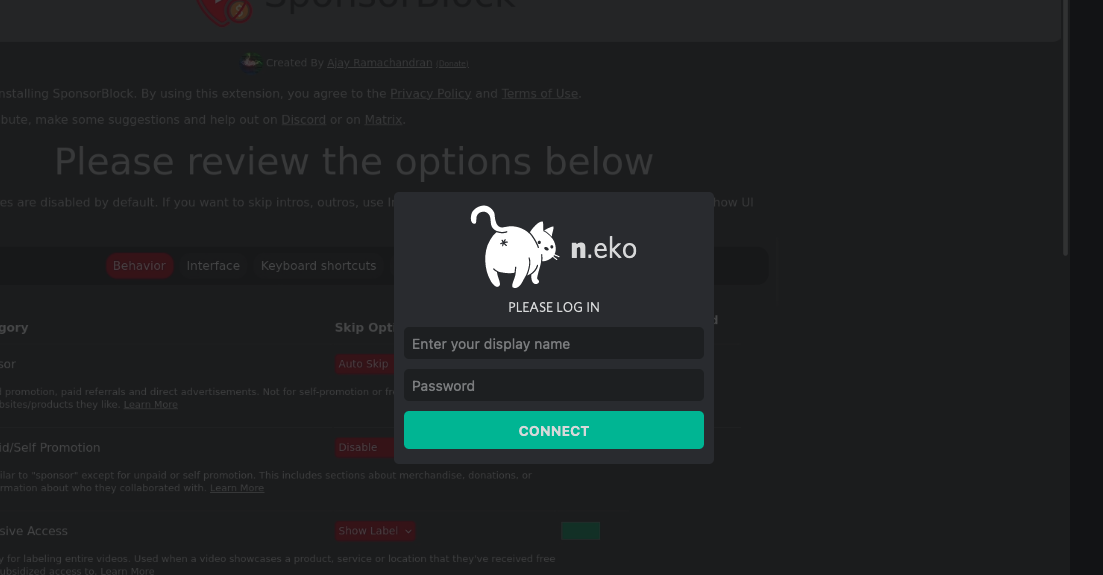 SponsorBlock
Created By Ajay Ramachandran (Donate)
nstalling SponsorBlock. By using this extension, you agree to the Privacy Policy and Terms of Use.
bute, make some suggestions and help out on Discord or on Matrix.
Please review the options below
es are disabled by default. If you want to skip intros, outros, use In how UI
n.eko
Behavior Interface Keyboard shortcuts
PLEASE LOG IN
gory Skip Opt d
Enter your display name
sor Auto Skip
Password
l promotion, paid referrals and direct advertisements. Not for self-promotion or fr
bsites/products they like. Learn More
CONNECT
id/Self Promotion Disable
ilar to "sponsor" except for unpaid or self promotion. This includes sections about merchandise, donations, or
rmation about who they collaborated with. Learn More
sive Access Show Label
y for labeling entire videos. Used when a video showcases a product, service or location that they've received free
ubsidized access to. Learn More